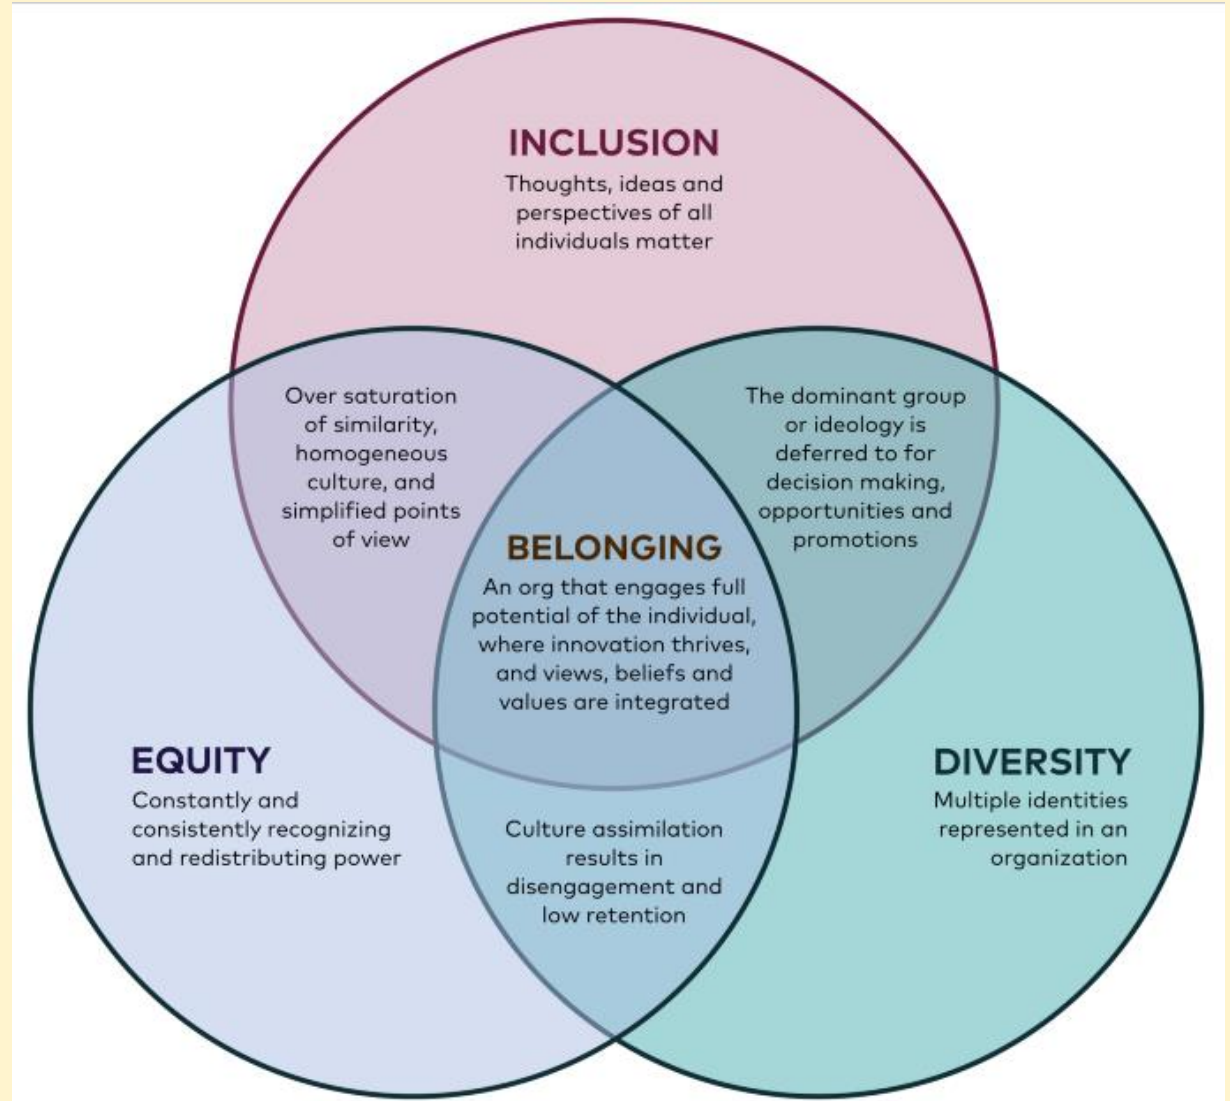 INCLUSION
Thoughts, ideas and
perspectives of all
individuals matter
Over saturation
of similarity,
homogeneous
culture, and
simplified points
of view
The dominant group
or ideology is
deferred to for
decision making,
opportunities and
promotions
BELONGING
An org that engages full
potential of the individual,
where innovation thrives,
and views, beliefs and
values are integrated
EQUITY
Constantly and
consistently recognizing
and redistributing power
DIVERSITY
Multiple identities
represented in an
organization
Culture assimilation
results in
disengagement and
low retention